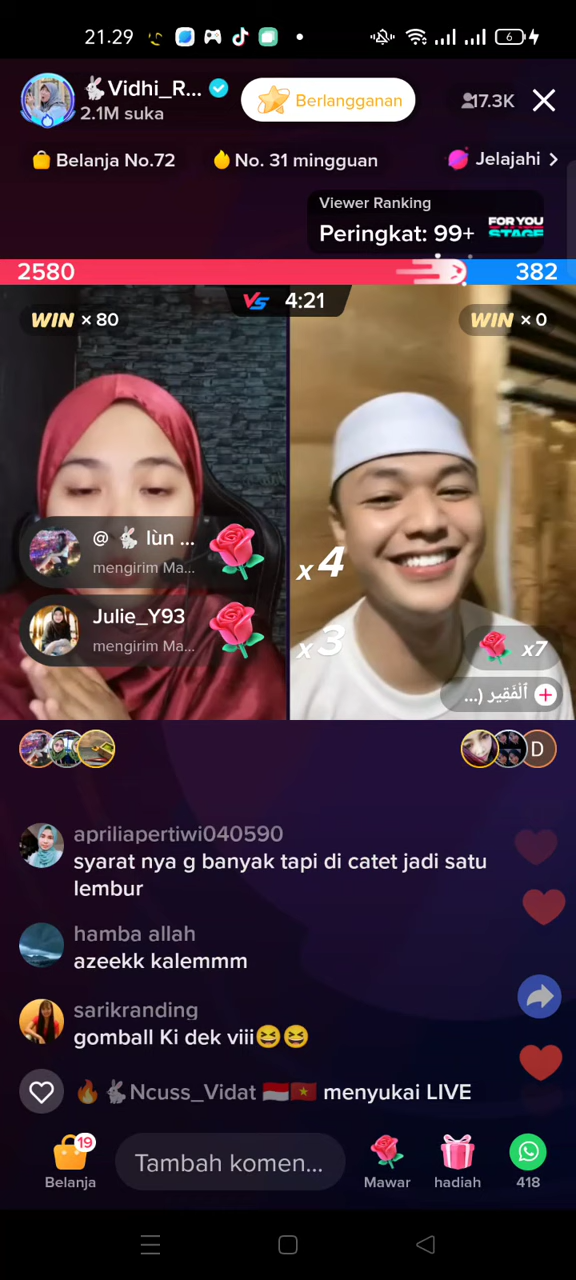 21.29
6
Vidhi_R...
2.1M suka
Berlangganan
17.3K
Belanja No.72
No. 31 mingguan
Jelajahi
Viewer Ranking
Peringkat: 99+
FOR YOU
STAGE
2580
382
VS 4:21
WIN × 80
WIN × 0
@ lùn ...
mengirim Ma...
x4
Julie_Y93
mengirim Ma...
x3
x7
ٱلْفَقِير (...
D
apriliapertiwi040590
syarat nya g banyak tapi di catet jadi satu
lembur
hamba allah
azeekk kalemmm
sarikranding
gomball Ki dek viii😆😆
🔥🐇Ncuss_Vidat 🇮🇩🇻🇳 menyukai LIVE
19
Tambah komen...
Belanja
Mawar
hadiah
418